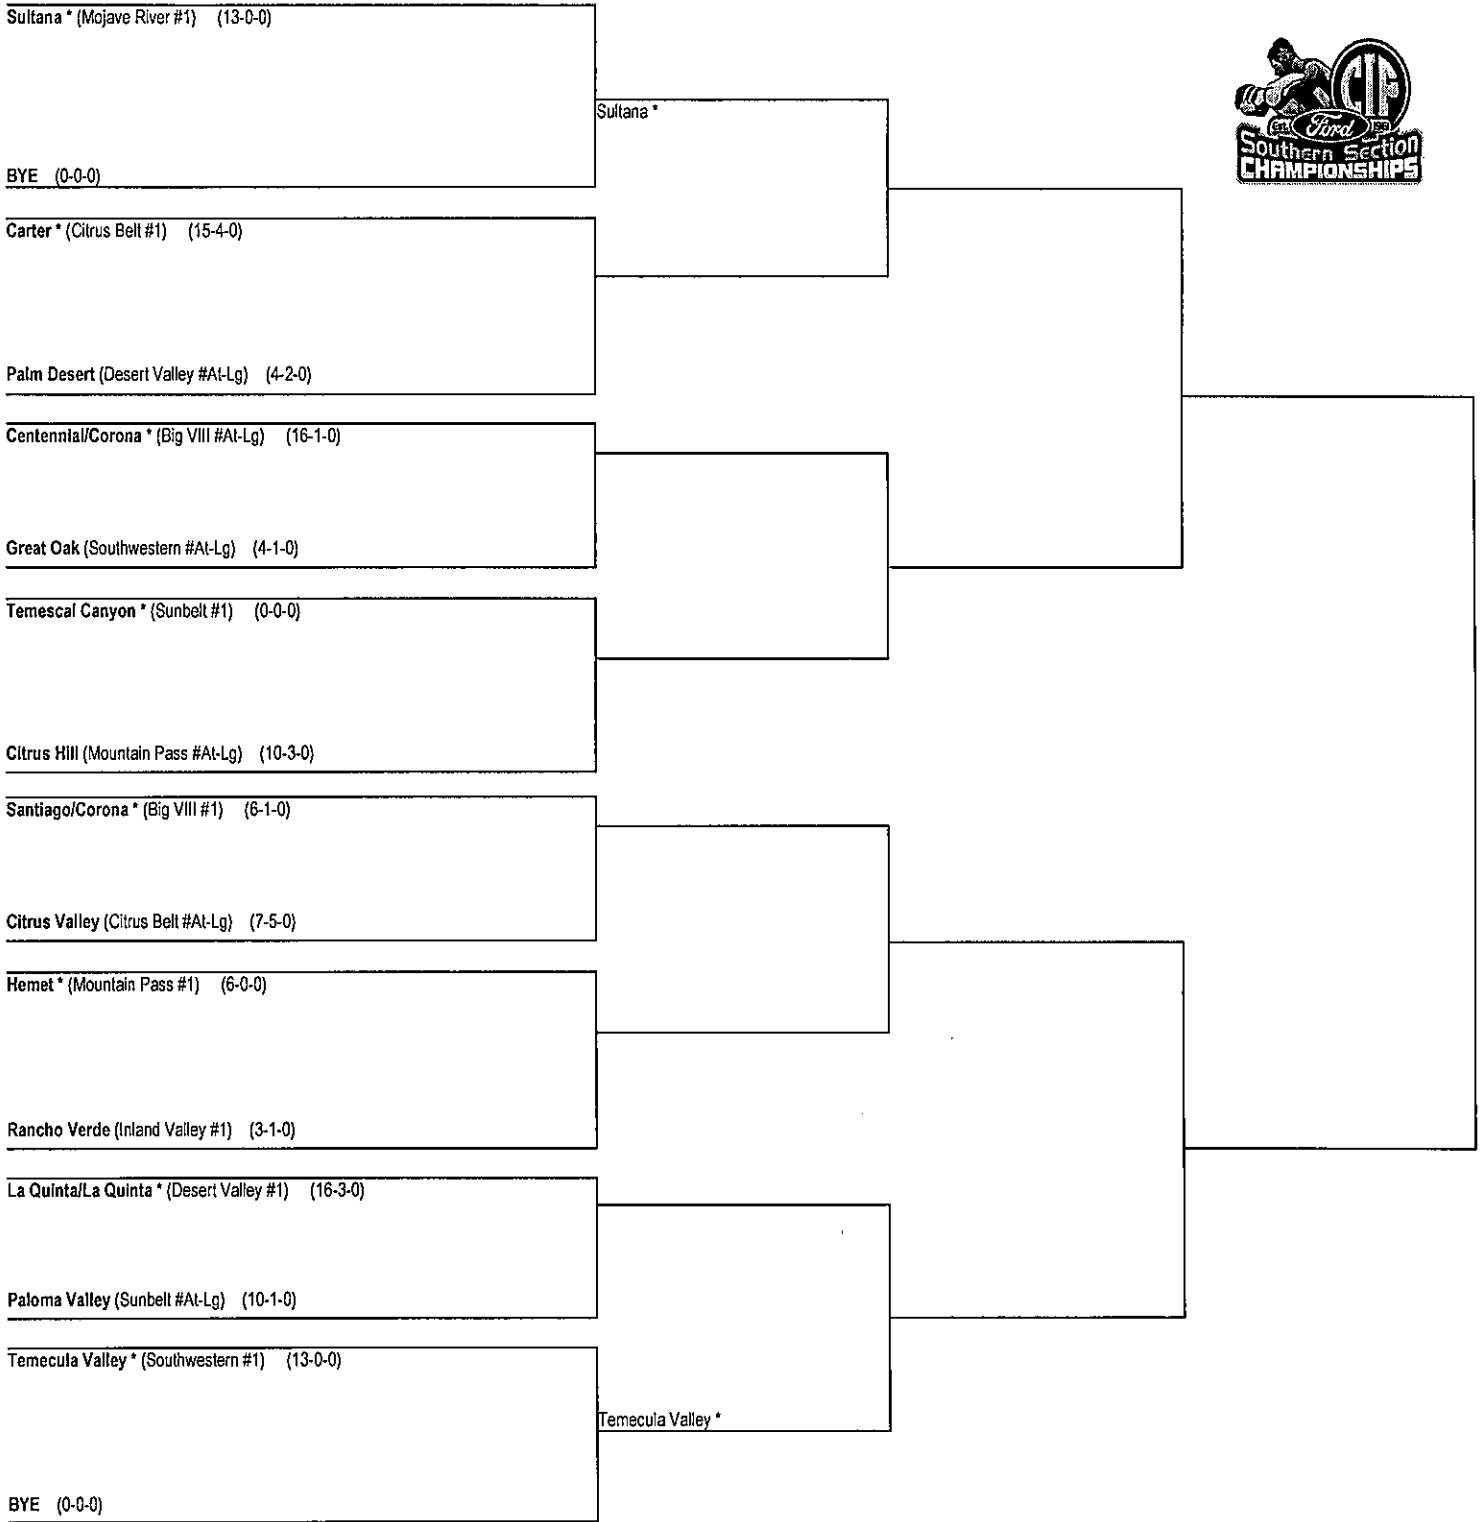 Sultana * (Mojave River #1) (13-0-0)
Sultana *
BYE (0-0-0)
Carter * (Citrus Belt #1) (15-4-0)
Palm Desert (Desert Valley #At-Lg) (4-2-0)
Centennial/Corona * (Big VIII #At-Lg) (16-1-0)
Great Oak (Southwestern #At-Lg) (4-1-0)
Temescal Canyon * (Sunbelt #1) (0-0-0)
Citrus Hill (Mountain Pass #At-Lg) (10-3-0)
Santiago/Corona * (Big VIII #1) (6-1-0)
Citrus Valley (Citrus Belt #At-Lg) (7-5-0)
Hemet * (Mountain Pass #1) (6-0-0)
Rancho Verde (Inland Valley #1) (3-1-0)
La Quinta/La Quinta * (Desert Valley #1) (16-3-0)
Paloma Valley (Sunbelt #At-Lg) (10-1-0)
Temecula Valley * (Southwestern #1) (13-0-0)
Temecula Valley *
BYE (0-0-0)
CIF
Est. Ford
Southern Section
CHAMPIONSHIPS